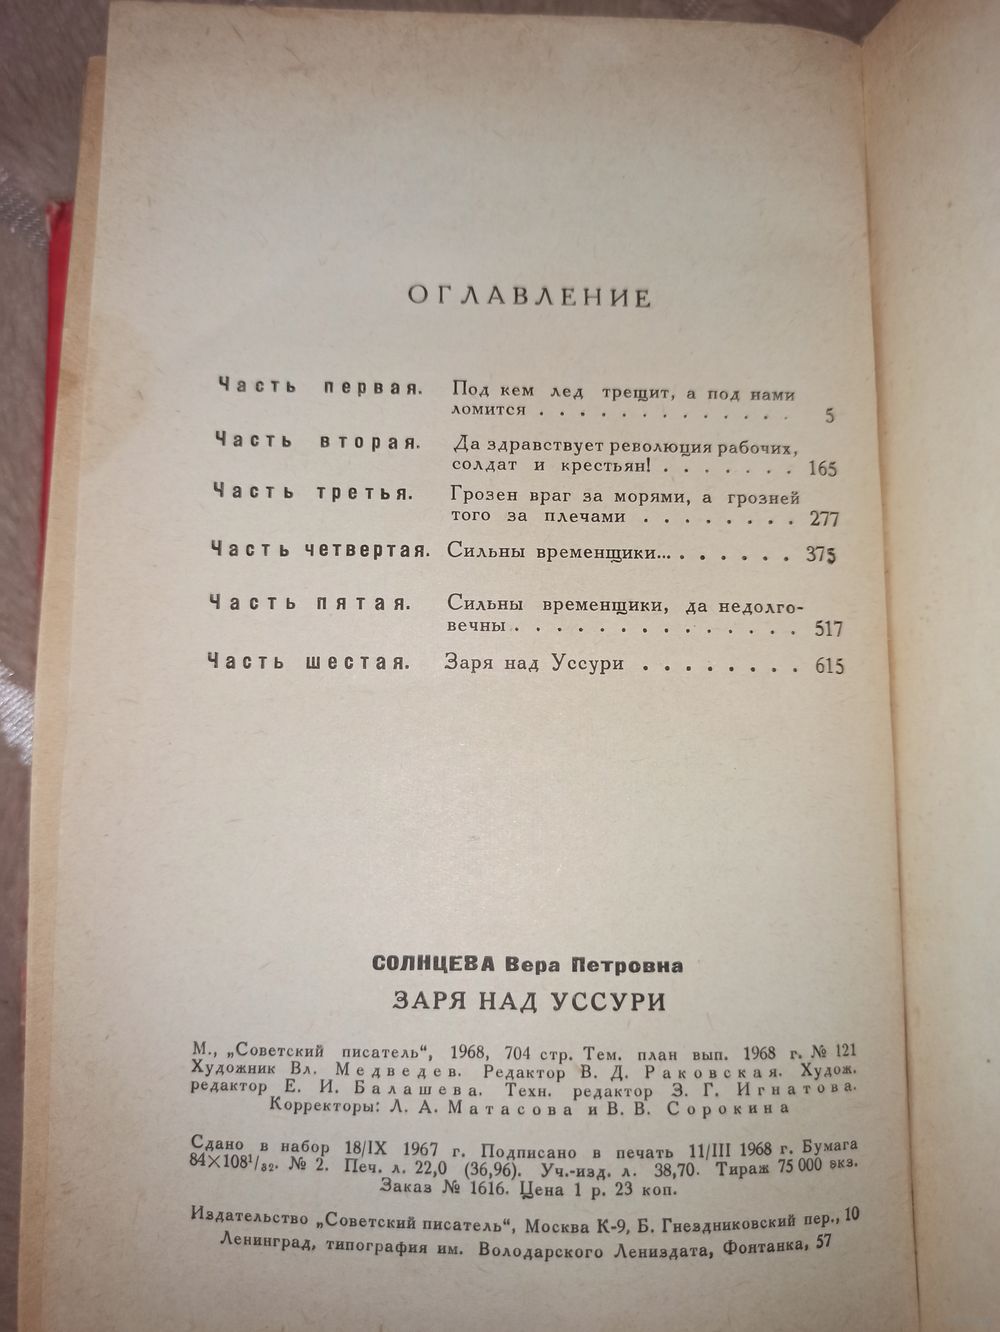 ОГЛАВЛЕНИЕ
Часть первая. Под кем лед трещит, а под нами
ломится . . . . . . . . . . . . . 5
Часть вторая. Да здравствует революция рабочих,
солдат и крестьян! . . . . . . . 165
Часть третья. Грозен враг за морями, а грозней
того за плечами . . . . . . . . 277
Часть четвертая. Сильны временщики... . . . . . . 375
Часть пятая. Сильны временщики, да недолго-
вечны . . . . . . . . . . . . . . 517
Часть шестая. Заря над Уссури . . . . . . . . 615
СОЛНЦЕВА Вера Петровна
ЗАРЯ НАД УССУРИ
М., „Советский писатель“, 1968, 704 стр. Тем. план вып. 1968 г. № 121
Художник Вл. Медведев. Редактор В. Д. Раковская. Худож.
редактор Е. И. Балашева. Техн. редактор З. Г. Игнатова.
Корректоры: Л. А. Матасова и В. В. Сорокина
Сдано в набор 18/IX 1967 г. Подписано в печать 11/III 1968 г. Бумага
84×108¹/₃₂. № 2. Печ. л. 22,0 (36,96). Уч.-изд. л. 38,70. Тираж 75 000 экз.
Заказ № 1616. Цена 1 р. 23 коп.
Издательство „Советский писатель“, Москва К-9, Б. Гнездниковский пер., 10
Ленинград, типография им. Володарского Лениздата, Фонтанка, 57